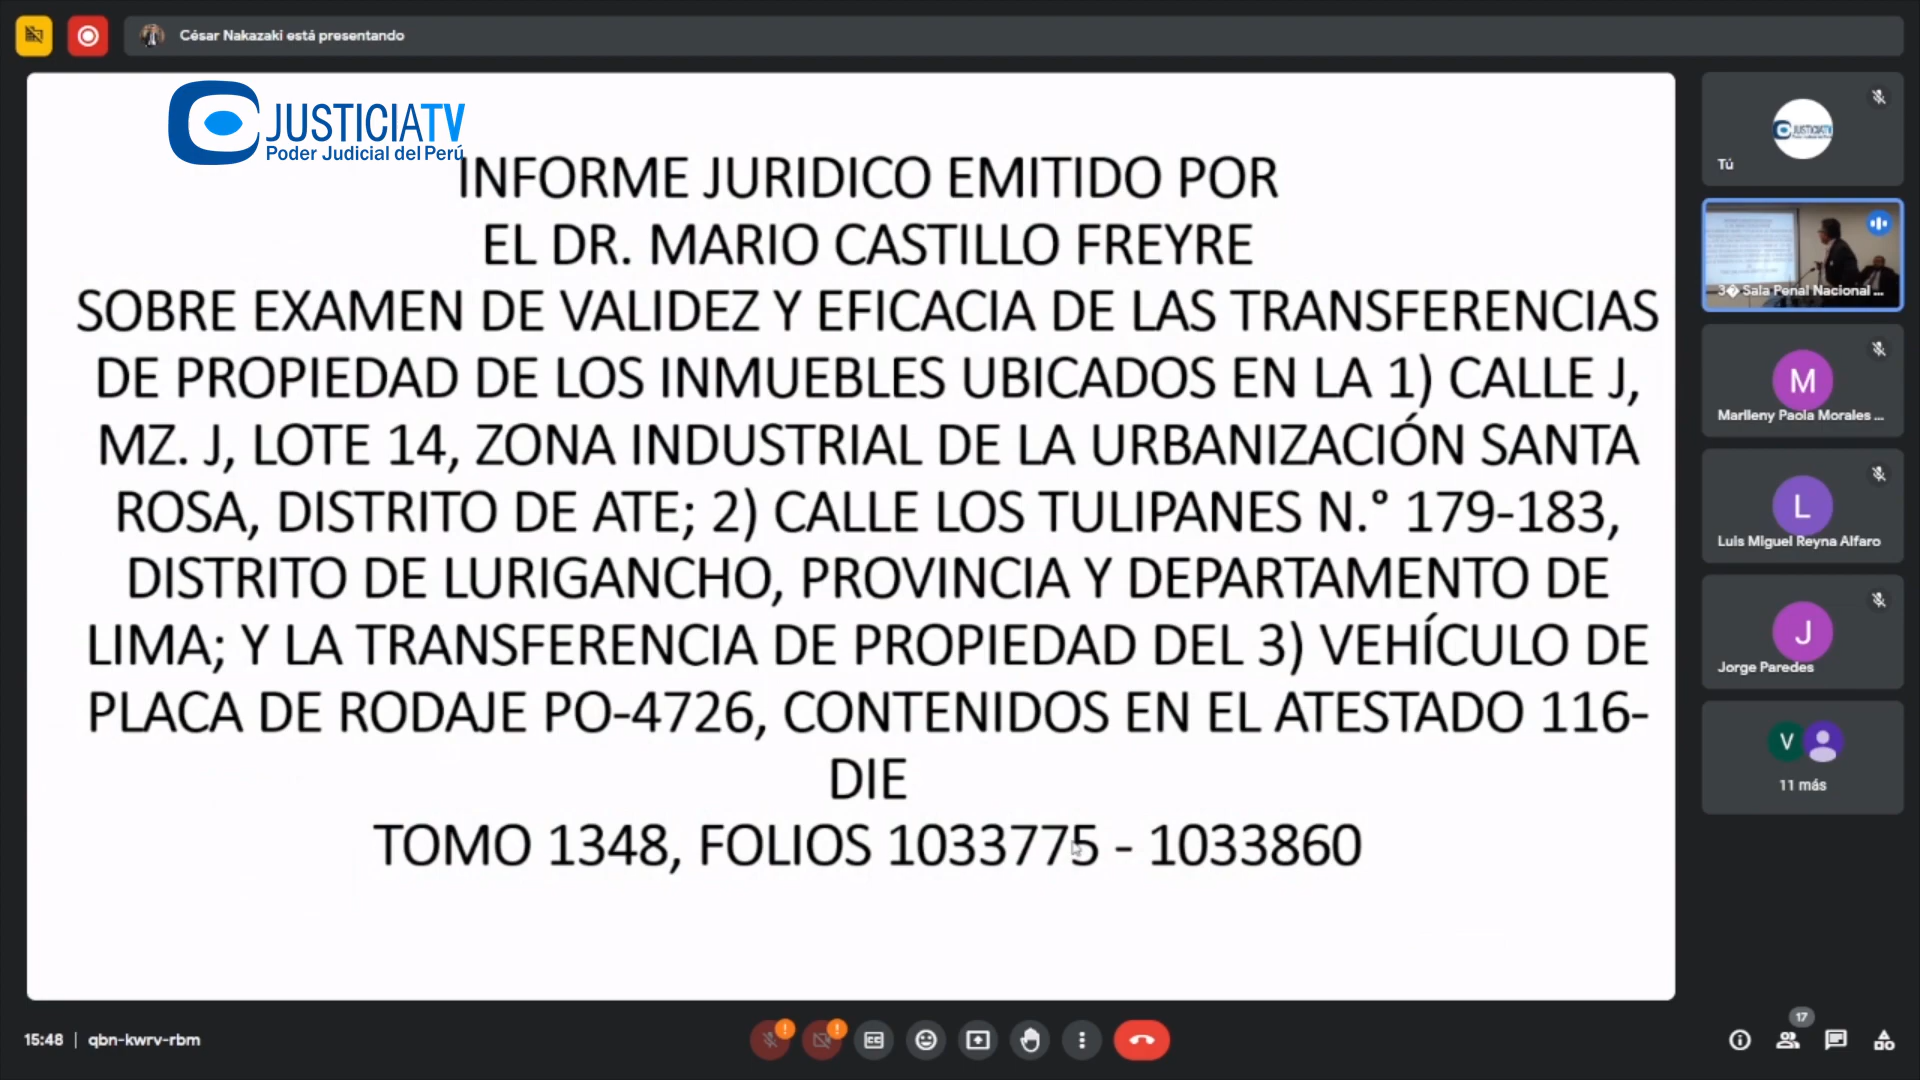 César Nakazaki está presentando
JUSTICIATV
Poder Judicial del Perú
INFORME JURIDICO EMITIDO POR
EL DR. MARIO CASTILLO FREYRE
SOBRE EXAMEN DE VALIDEZ Y EFICACIA DE LAS TRANSFERENCIAS
DE PROPIEDAD DE LOS INMUEBLES UBICADOS EN LA 1) CALLE J,
MZ. J, LOTE 14, ZONA INDUSTRIAL DE LA URBANIZACIÓN SANTA
ROSA, DISTRITO DE ATE; 2) CALLE LOS TULIPANES N.° 179-183,
DISTRITO DE LURIGANCHO, PROVINCIA Y DEPARTAMENTO DE
LIMA; Y LA TRANSFERENCIA DE PROPIEDAD DEL 3) VEHÍCULO DE
PLACA DE RODAJE PO-4726, CONTENIDOS EN EL ATESTADO 116-
DIE
TOMO 1348, FOLIOS 1033775 - 1033860
JUSTICIATV
Tú
3� Sala Penal Nacional ...
M
Marlleny Paola Morales ...
L
Luis Miguel Reyna Alfaro
J
Jorge Paredes
V
11 más
15:48 | qbn-kwrv-rbm
17